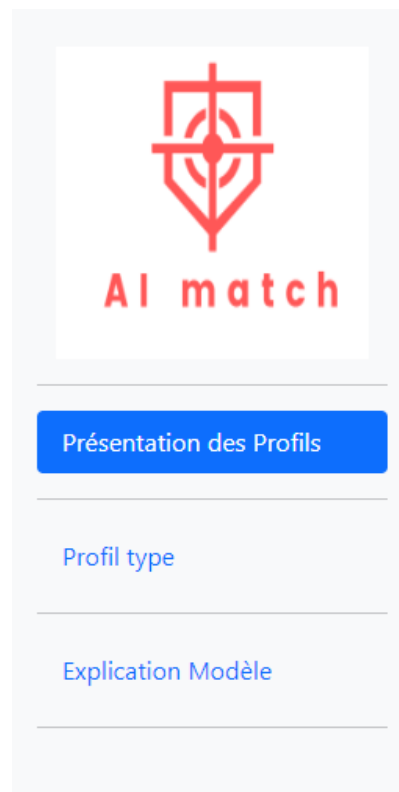 AI match
Présentation des Profils
Profil type
Explication Modèle